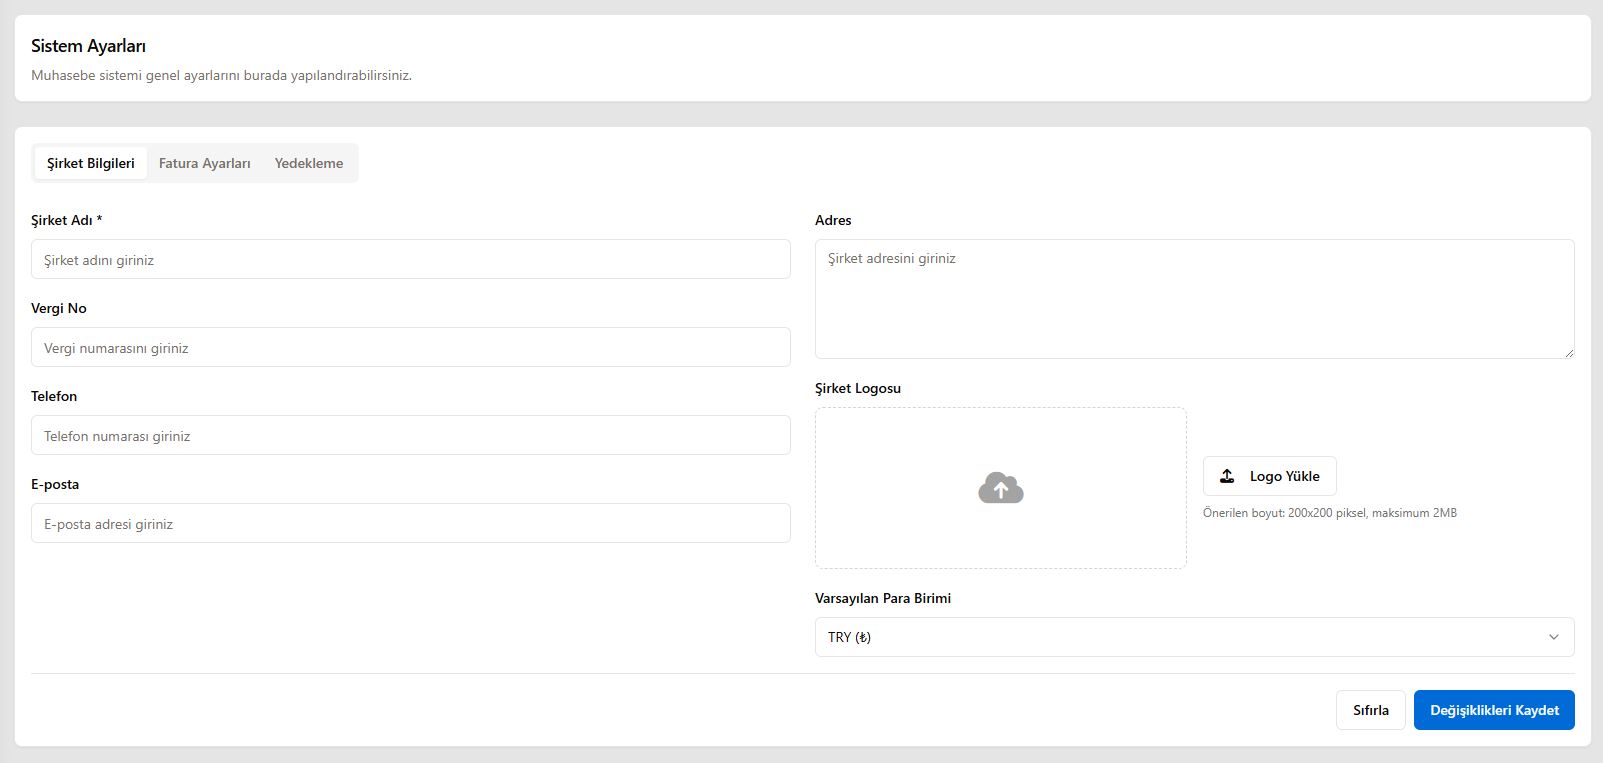 Sistem Ayarları
Muhasebe sistemi genel ayarlarını burada yapılandırabilirsiniz.
Şirket Bilgileri
Fatura Ayarları
Yedekleme
Şirket Adı *
Şirket adını giriniz
Vergi No
Vergi numarasını giriniz
Telefon
Telefon numarası giriniz
E-posta
E-posta adresi giriniz
Adres
Şirket adresini giriniz
Şirket Logosu
Logo Yükle
Önerilen boyut: 200x200 piksel, maksimum 2MB
Varsayılan Para Birimi
TRY (₺)
Sıfırla
Değişiklikleri Kaydet